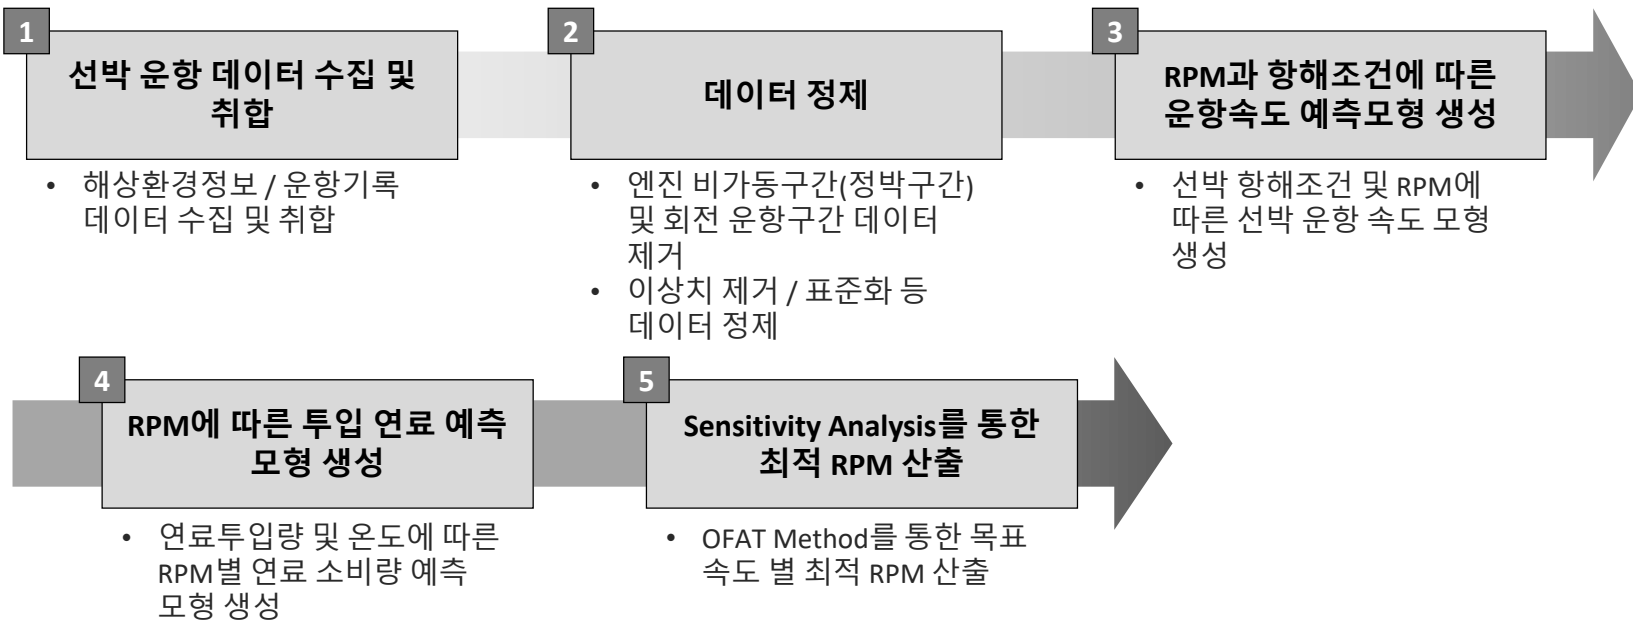 1
선박 운항 데이터 수집 및
취합
• 해상환경정보 / 운항기록
데이터 수집 및 취합
2
데이터 정제
• 엔진 비가동구간(정박구간)
및 회전 운항구간 데이터
제거
• 이상치 제거 / 표준화 등
데이터 정제
3
RPM과 항해조건에 따른
운항속도 예측모형 생성
• 선박 항해조건 및 RPM에
따른 선박 운항 속도 모형
생성
4
RPM에 따른 투입 연료 예측
모형 생성
• 연료투입량 및 온도에 따른
RPM별 연료 소비량 예측
모형 생성
5
Sensitivity Analysis를 통한
최적 RPM 산출
• OFAT Method를 통한 목표
속도 별 최적 RPM 산출